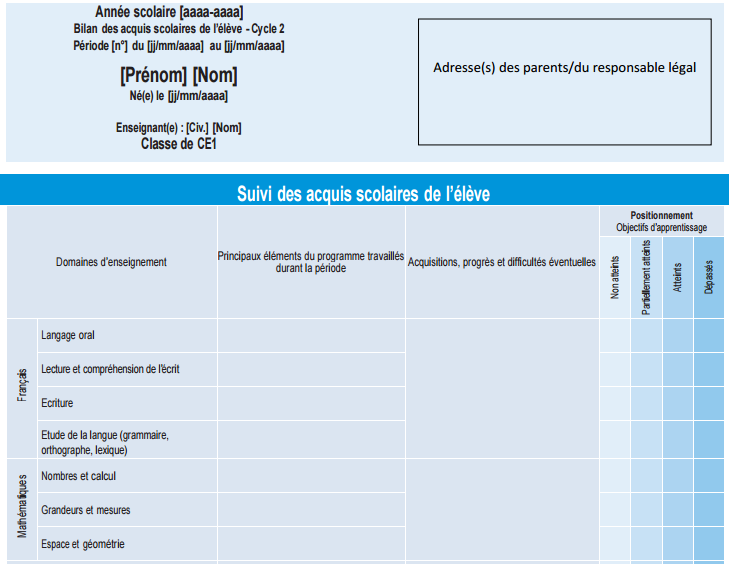 Année scolaire [aaaa-aaaa]
Bilan des acquis scolaires de l'élève - Cycle 2
Période [n°] du [jj/mm/aaaa] au [jj/mm/aaaa]
[Prénom] [Nom]
Né(e) le [jj/mm/aaaa]
Enseignant(e) : [Civ.] [Nom]
Classe de CE1
Adresse(s) des parents/du responsable légal
Suivi des acquis scolaires de l'élève
Domaines d'enseignement
Principaux éléments du programme travaillés
durant la période
Acquisitions, progrès et difficultés éventuelles
Positionnement
Objectifs d'apprentissage
Non atteints
Partiellement atteints
Atteints
Dépassés
Français
Langage oral
Lecture et compréhension de l'écrit
Ecriture
Etude de la langue (grammaire,
orthographe, lexique)
Mathématiques
Nombres et calcul
Grandeurs et mesures
Espace et géométrie